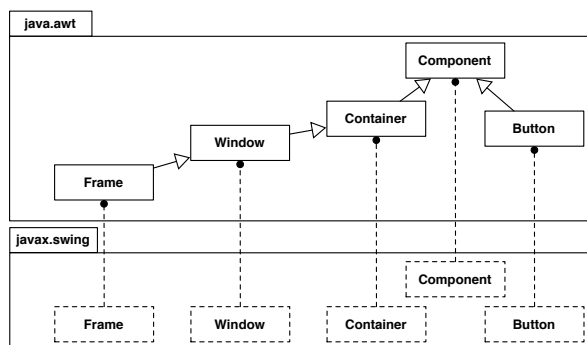 java.awt
Component
Container
Button
Window
Frame
javax.swing
Component
Frame
Window
Container
Button